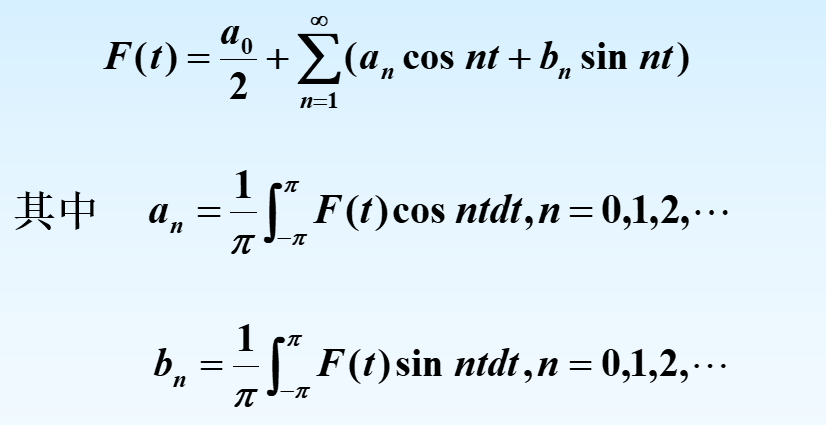 F(t) = a₀/2 + ∑_{n=1}^{∞} (aₙ cos nt + bₙ sin nt)
其中 aₙ = 1/π ∫_{-π}^{π} F(t) cos ntdt, n = 0,1,2,⋯
bₙ = 1/π ∫_{-π}^{π} F(t) sin ntdt, n = 0,1,2,⋯